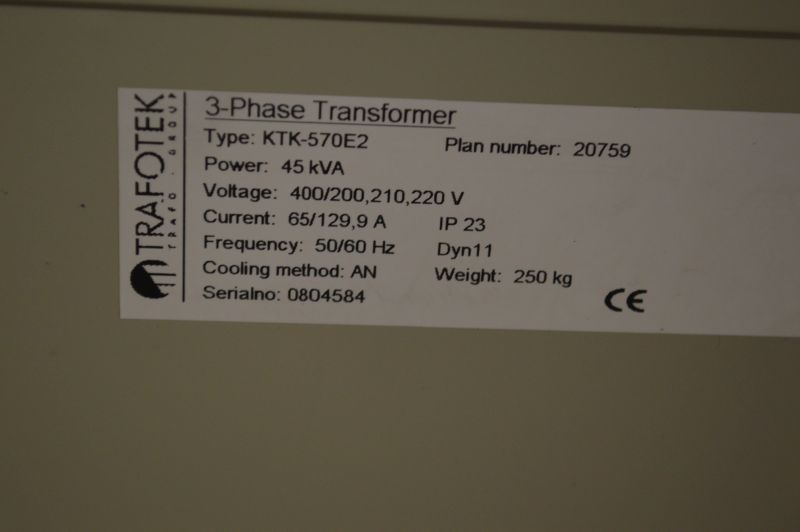 TRAFOTEK
TRAFO GROUP
3-Phase Transformer
Type: KTK-570E2 Plan number: 20759
Power: 45 kVA
Voltage: 400/200,210,220 V
Current: 65/129,9 A IP 23
Frequency: 50/60 Hz Dyn11
Cooling method: AN Weight: 250 kg
Serialno: 0804584
CE